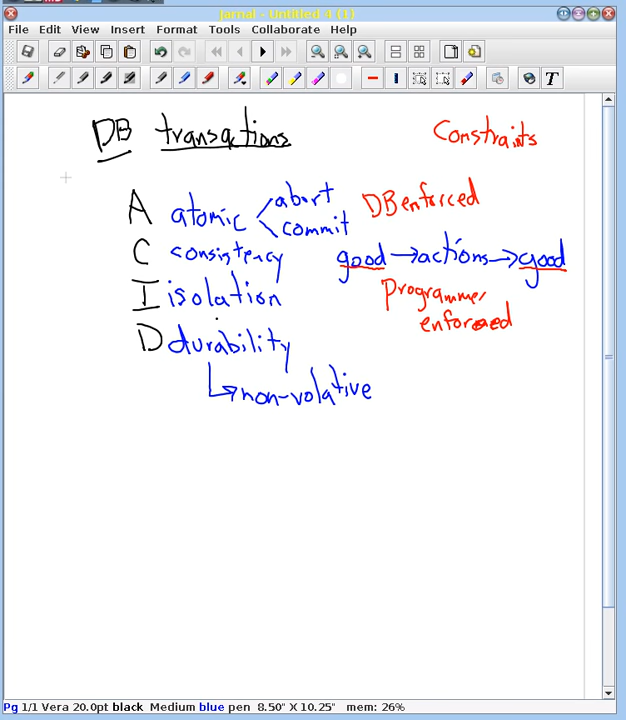 jarnal - Untitled 4 (1)
File Edit View Insert Format Tools Collaborate Help
T
DB transactions
Constraints
A atomic abort commit DB enforced
C consistency good → actions → good
I isolation programmer enforced
D durability
↳ non-volative
Pg 1/1 Vera 20.0pt black Medium blue pen 8.50" X 10.25" mem: 26%